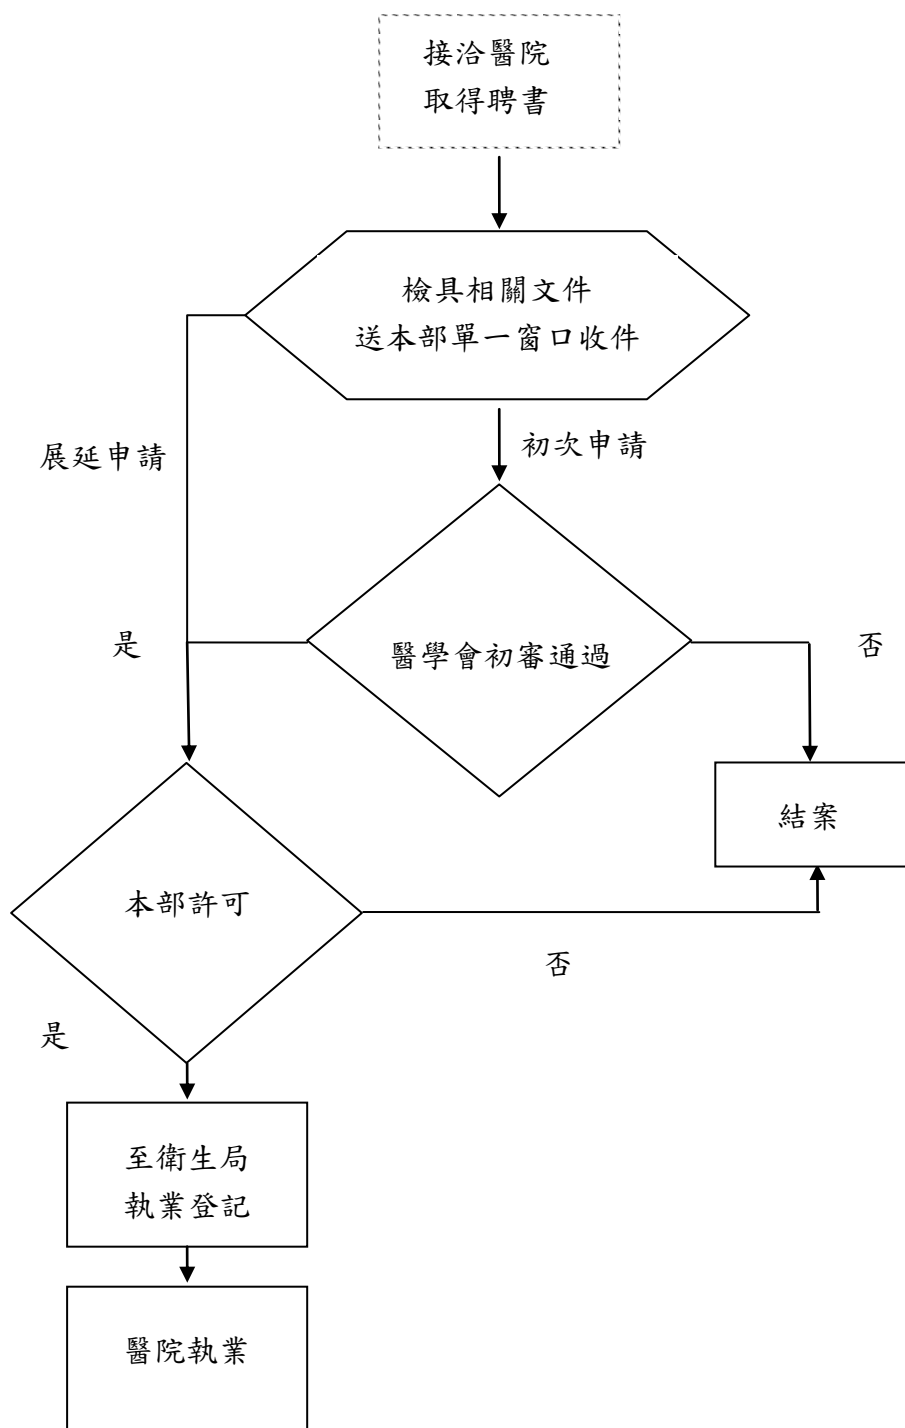 接洽醫院
取得聘書
檢具相關文件
送本部單一窗口收件
展延申請
初次申請
是
醫學會初審通過
否
結案
本部許可
否
是
至衛生局
執業登記
醫院執業